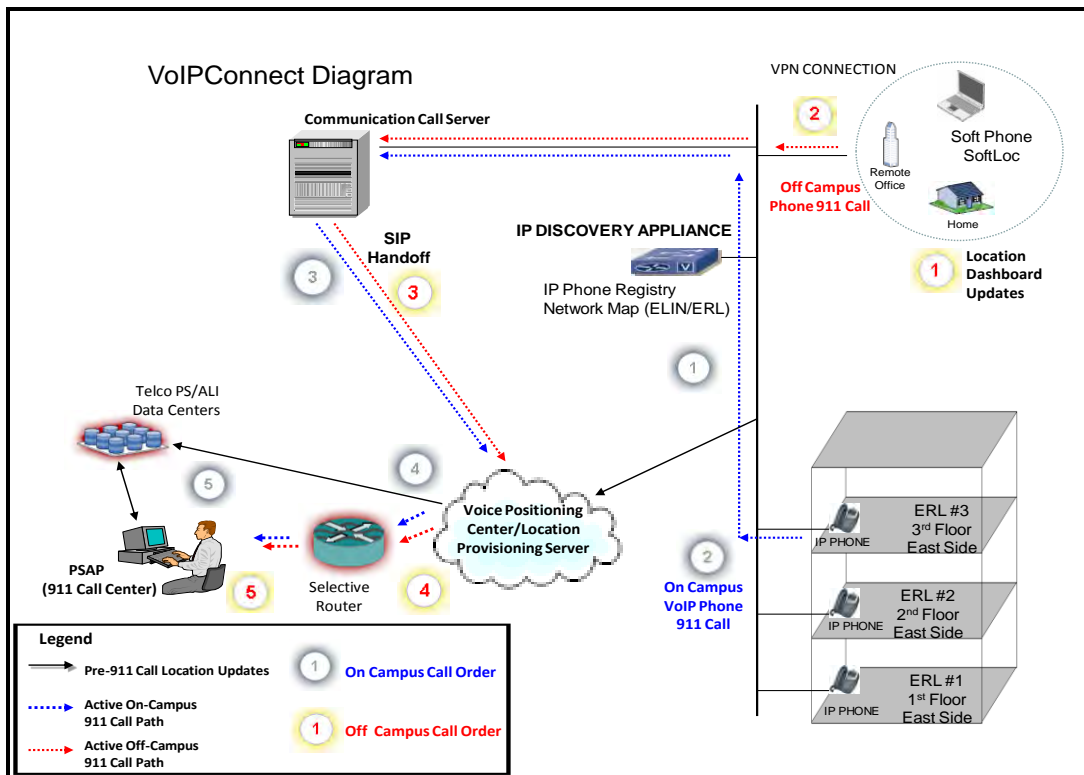 VoIPConnect Diagram
VPN CONNECTION
2
Communication Call Server
Soft Phone
SoftLoc
Remote
Office
Home
Off Campus
Phone 911 Call
1
Location
Dashboard
Updates
IP DISCOVERY APPLIANCE
V
IP Phone Registry
Network Map (ELIN/ERL)
SIP
Handoff
3
3
1
Telco PS/ALI
Data Centers
5
4
Voice Positioning
Center/Location
Provisioning Server
PSAP
(911 Call Center)
5
Selective
Router
4
2
On Campus
VoIP Phone
911 Call
IP PHONE
ERL #3
3rd Floor
East Side
IP PHONE
ERL #2
2nd Floor
East Side
IP PHONE
ERL #1
1st Floor
East Side
Legend
Pre-911 Call Location Updates
Active On-Campus
911 Call Path
Active Off-Campus
911 Call Path
1
On Campus Call Order
1
Off Campus Call Order